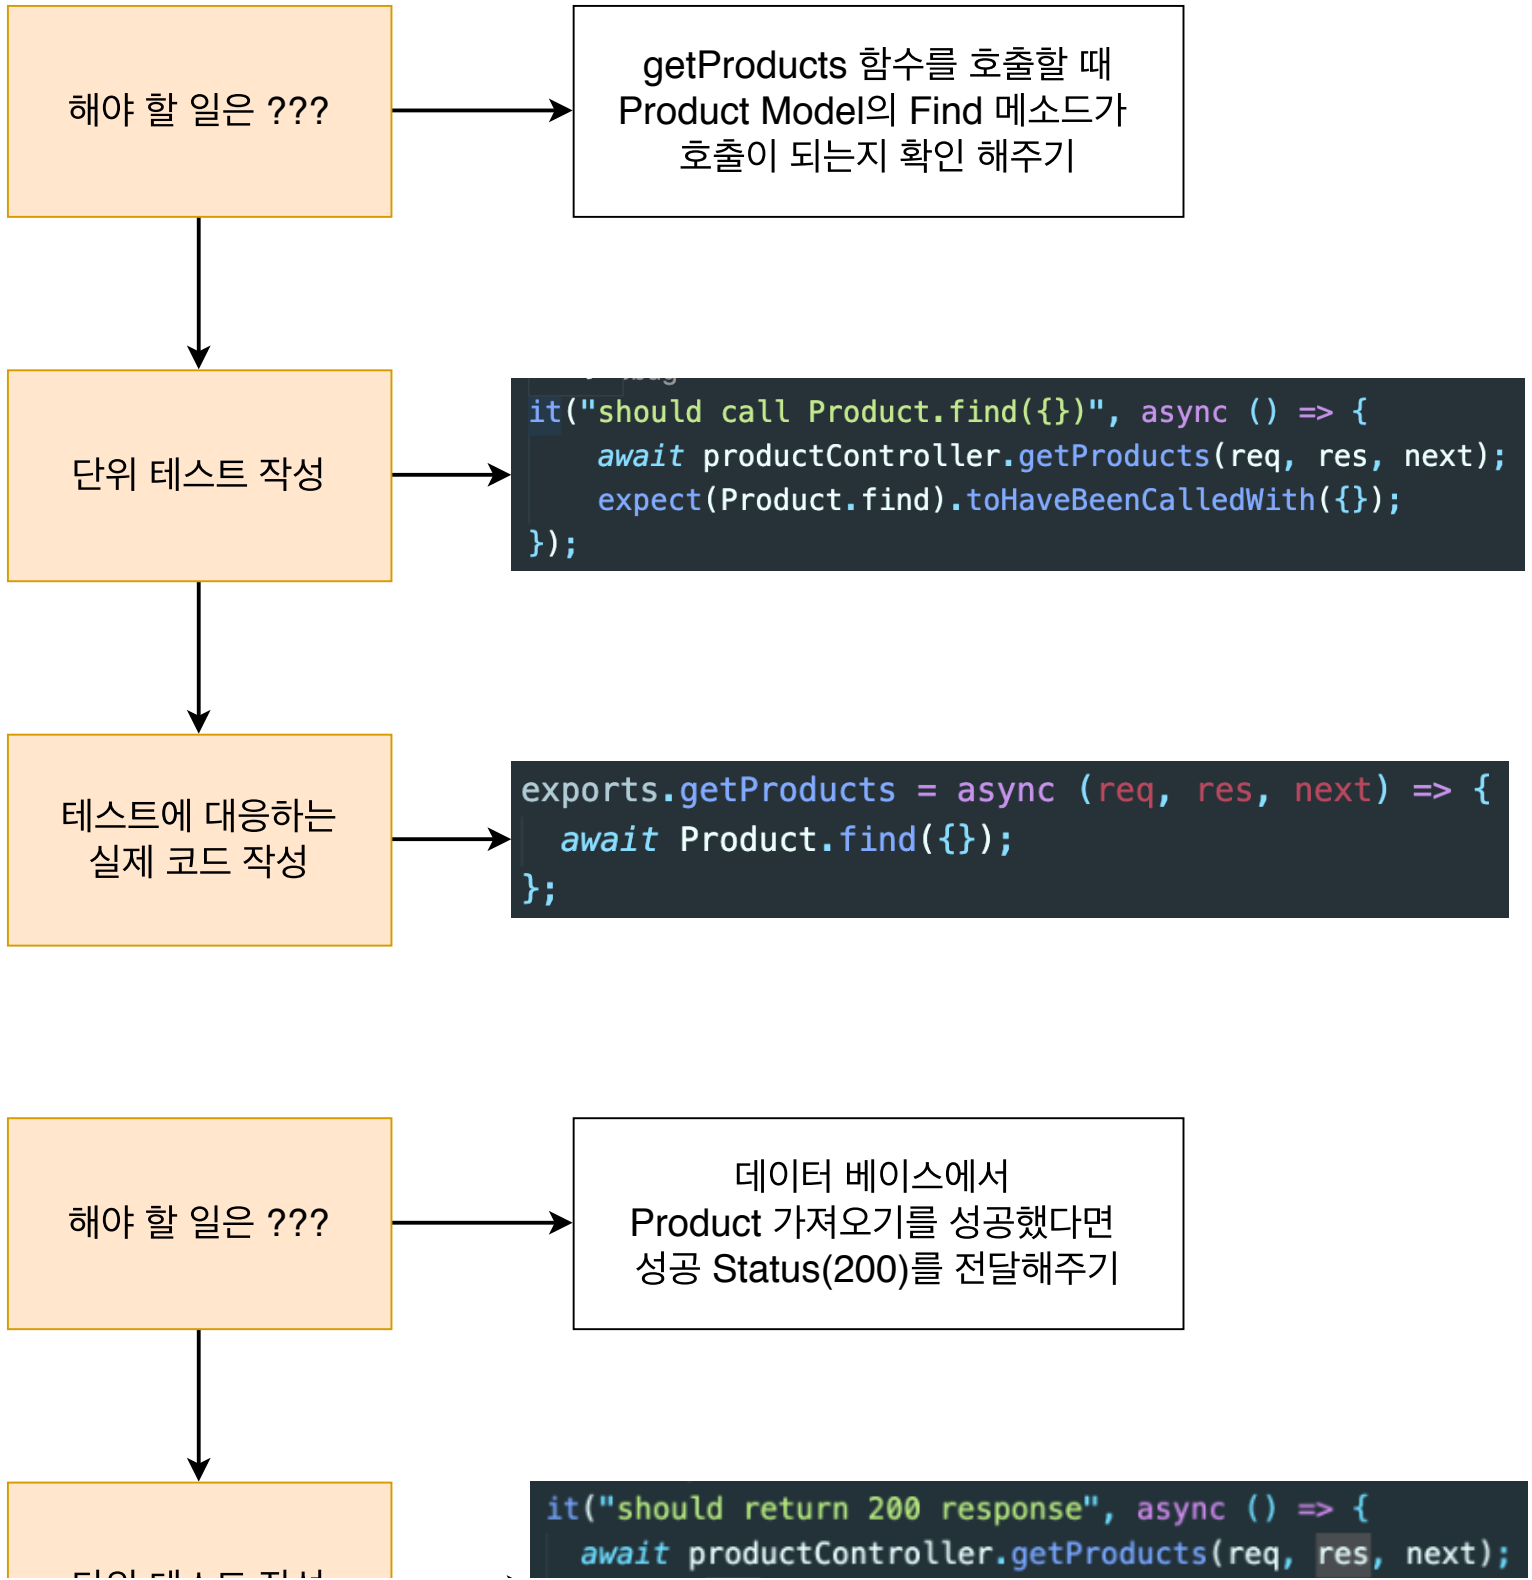 해야 할 일은 ???
getProducts 함수를 호출할 때
Product Model의 Find 메소드가
호출이 되는지 확인 해주기
단위 테스트 작성
it("should call Product.find({})", async () => {
await productController.getProducts(req, res, next);
expect(Product.find).toHaveBeenCalledWith({});
});
테스트에 대응하는
실제 코드 작성
exports.getProducts = async (req, res, next) => {
await Product.find({});
};
해야 할 일은 ???
데이터 베이스에서
Product 가져오기를 성공했다면
성공 Status(200)를 전달해주기
it("should return 200 response", async () => {
await productController.getProducts(req, res, next);